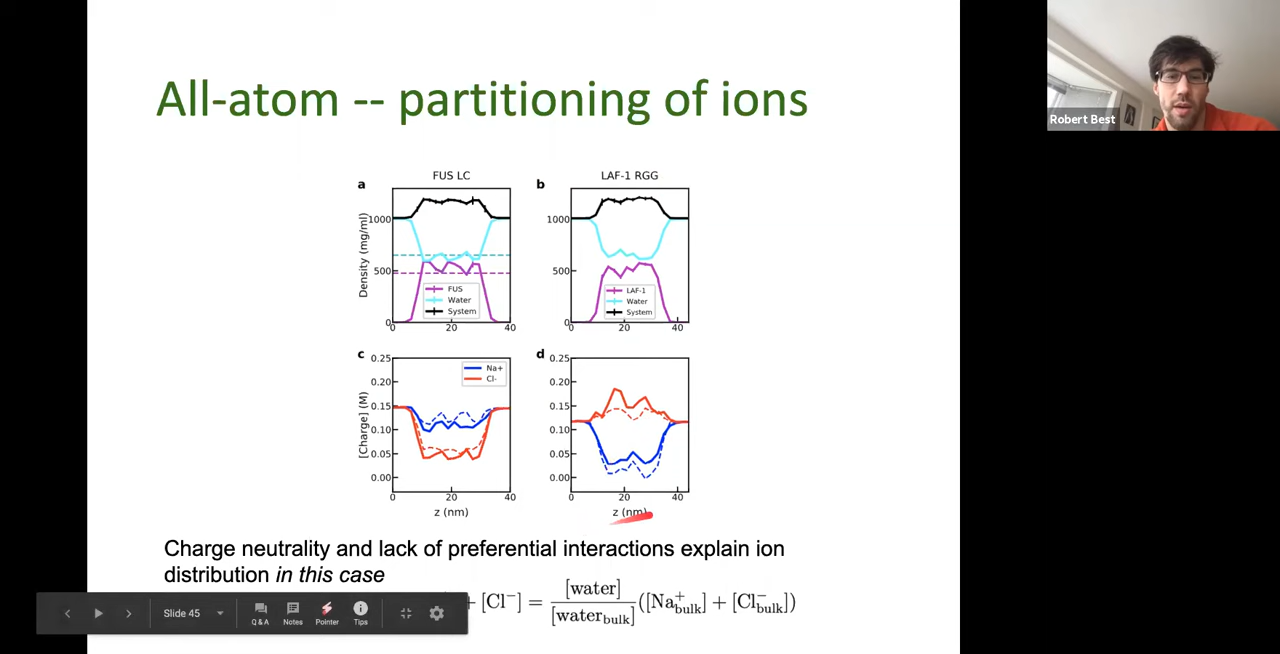 All-atom -- partitioning of ions
Robert Best
FUS LC
LAF-1 RGG
a
b
Density (mg/ml)
1000
500
0
0
20
40
FUS
Water
System
1000
500
0
0
20
40
LAF-1
Water
System
c
d
[Charge] (M)
0.25
0.20
0.15
0.10
0.05
0.00
0
20
40
Na+
Cl-
z (nm)
0.25
0.20
0.15
0.10
0.05
0.00
0
20
40
z (nm)
Charge neutrality and lack of preferential interactions explain ion
distribution in this case
+ [Cl⁻] = [water] / [water_bulk] ([Na⁺_bulk] + [Cl⁻_bulk])
Slide 45
Q & A
Notes
Pointer
Tips